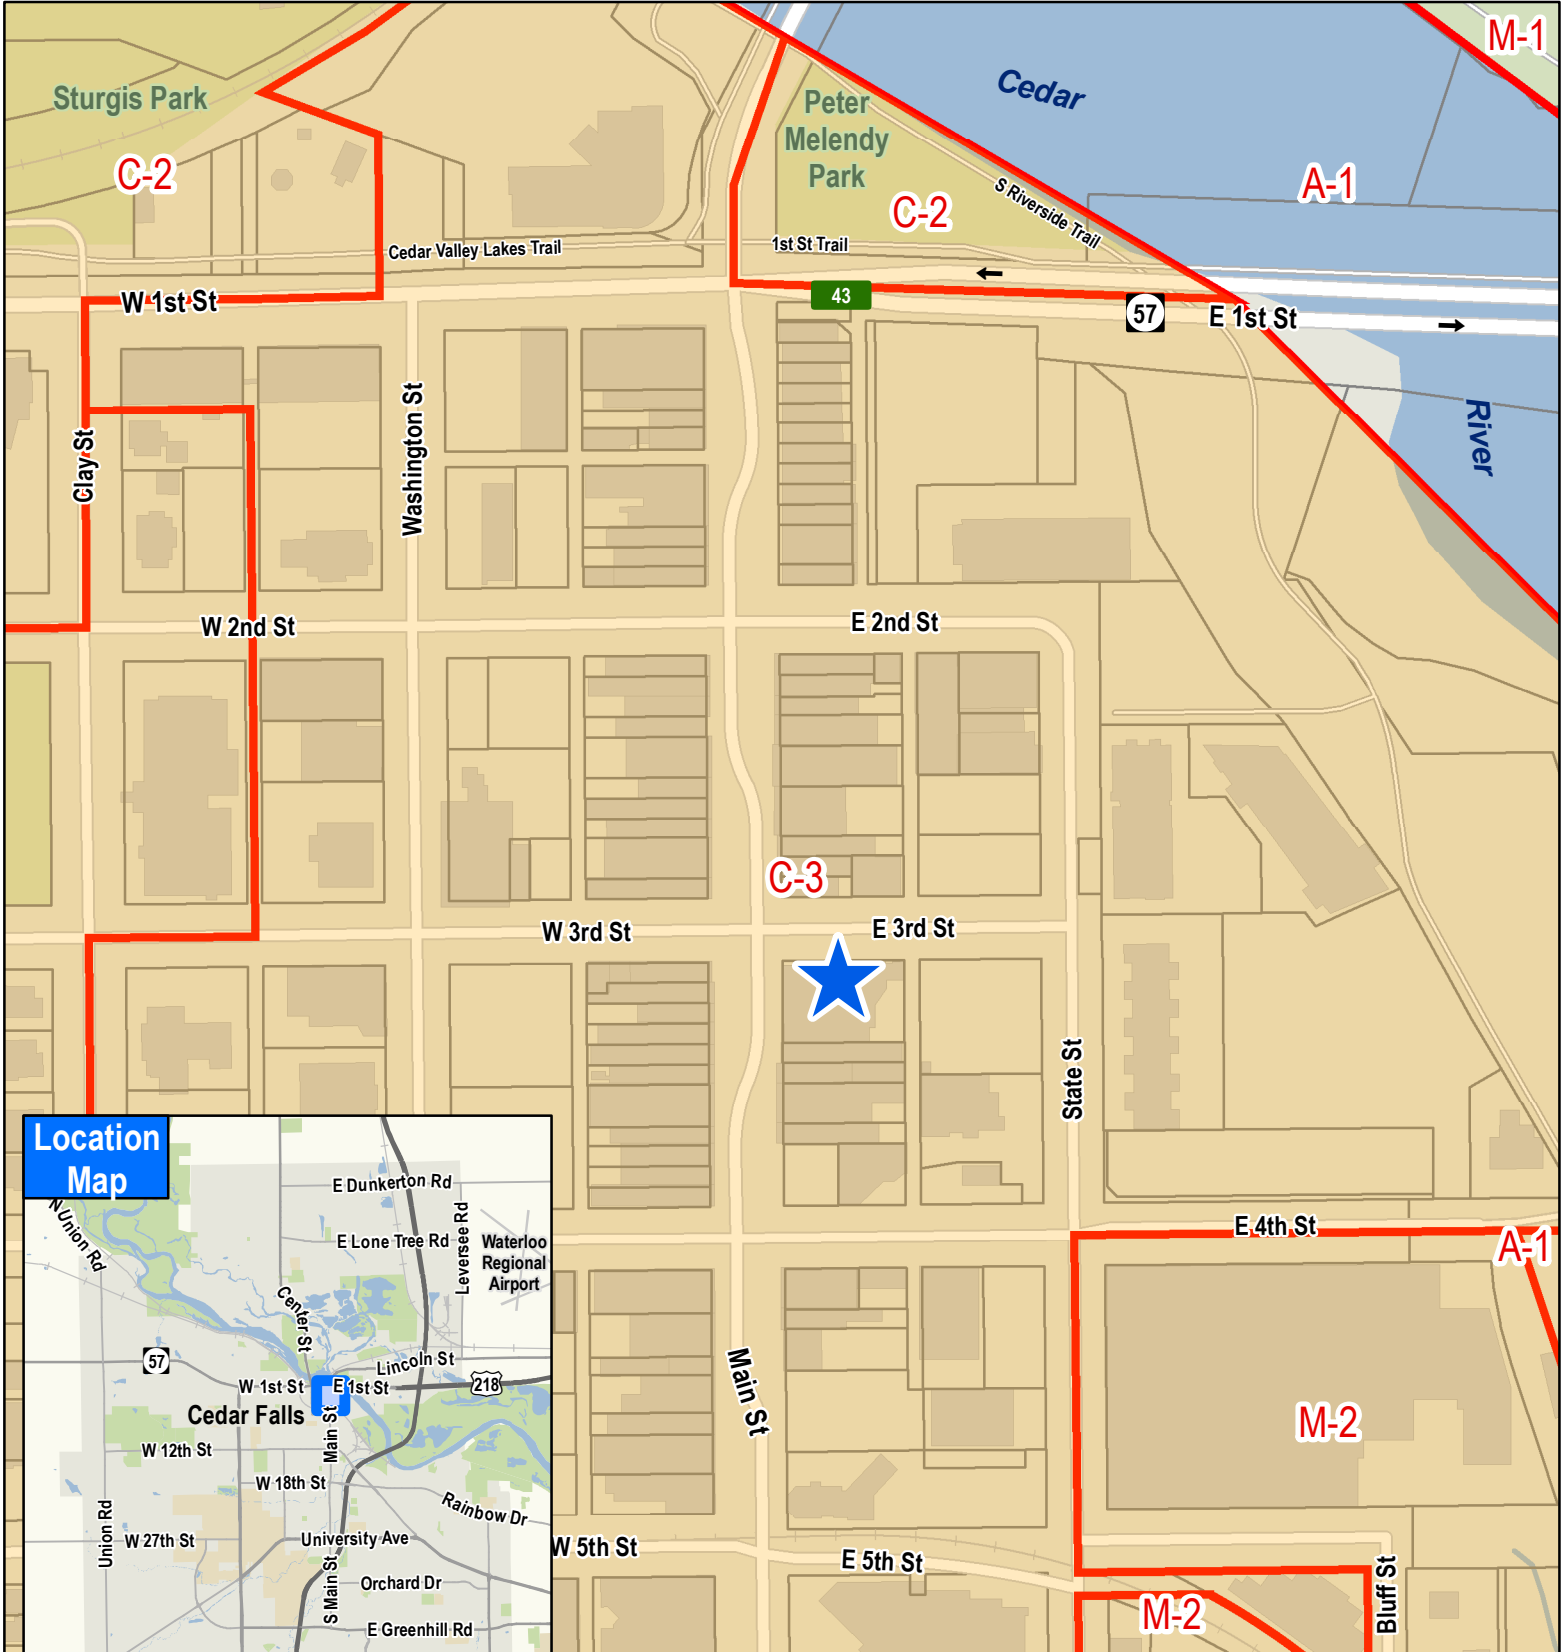 M-1
Sturgis Park
Cedar
Peter
Melendy
Park
C-2
A-1
C-2
S Riverside Trail
Cedar Valley Lakes Trail
1st St Trail
W 1st St
43
57
E 1st St
Clay St
Washington St
River
W 2nd St
E 2nd St
C-3
W 3rd St
E 3rd St
State St
E 4th St
A-1
Main St
M-2
W 5th St
E 5th St
Bluff St
M-2
Location
Map
N Union Rd
E Dunkerton Rd
Leversee Rd
E Lone Tree Rd
Waterloo
Regional
Airport
Center St
57
Lincoln St
W 1st St
E 1st St
218
Cedar Falls
Main St
W 12th St
W 18th St
Rainbow Dr
Union Rd
W 27th St
University Ave
S Main St
Orchard Dr
E Greenhill Rd